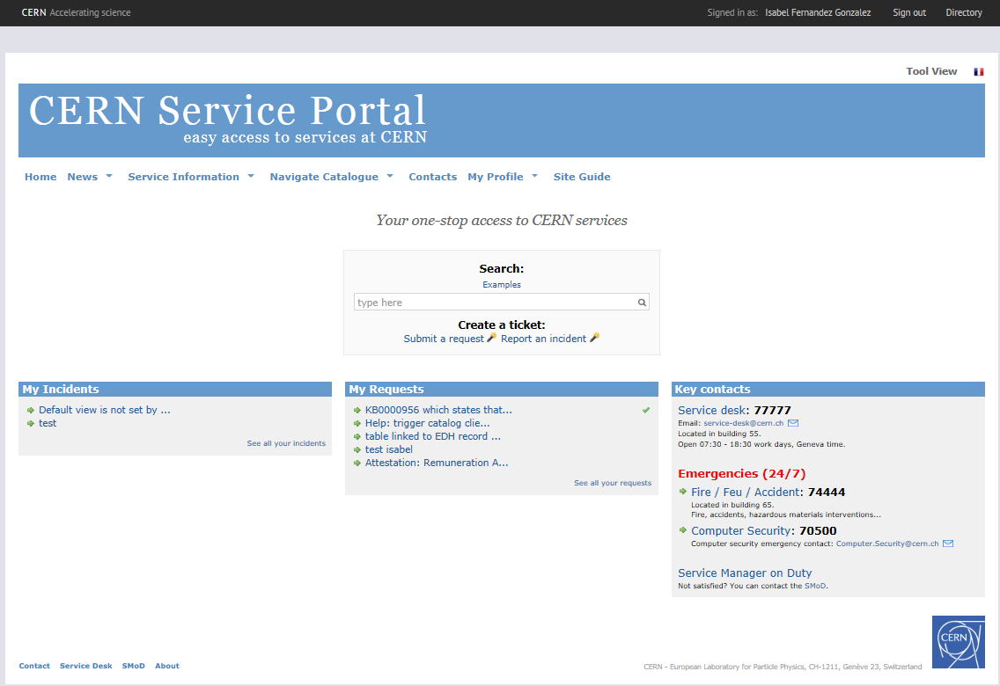 CERN Accelerating science
Signed in as: Isabel Fernandez Gonzalez Sign out Directory
Tool View
CERN Service Portal
easy access to services at CERN
Home News Service Information Navigate Catalogue Contacts My Profile Site Guide
Your one-stop access to CERN services
Search:
Examples
type here
Create a ticket:
Submit a request Report an incident
My Incidents
Default view is not set by ...
test
See all your incidents
My Requests
KB0000956 which states that...
Help: trigger catalog clie...
table linked to EDH record ...
test isabel
Attestation: Remuneration A...
See all your requests
Key contacts
Service desk: 77777
Email: service-desk@cern.ch
Located in building 55.
Open 07:30 - 18:30 work days, Geneva time.
Emergencies (24/7)
Fire / Feu / Accident: 74444
Located in building 65.
Fire, accidents, hazardous materials interventions...
Computer Security: 70500
Computer security emergency contact: Computer.Security@cern.ch
Service Manager on Duty
Not satisfied? You can contact the SMoD.
CERN
Contact Service Desk SMoD About
CERN - European Laboratory for Particle Physics, CH-1211, Genève 23, Switzerland